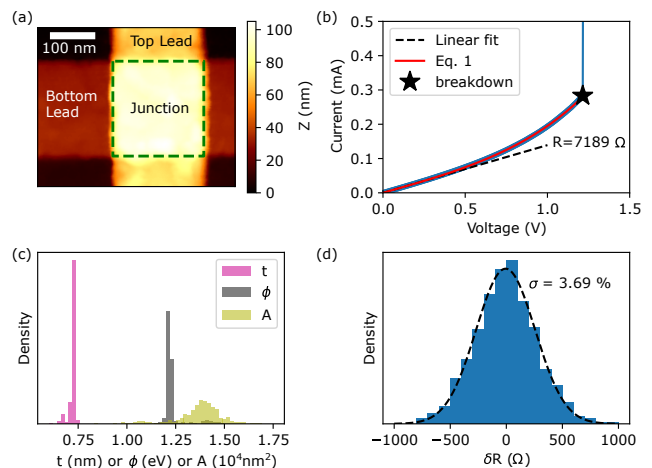 (a)
100 nm
Top Lead
Bottom
Lead
Junction
100
80
60
40
20
0
Z (nm)
(b)
0.5
0.4
0.3
0.2
0.1
0.0
Current (mA)
Linear fit
Eq. 1
breakdown
R=7189 Ω
0.0 0.5 1.0 1.5
Voltage (V)
(c)
t
ϕ
A
Density
0.75 1.00 1.25 1.50
t (nm) or ϕ (eV) or A (10⁴nm²)
(d)
σ = 3.69 %
Density
−1000 −500 0 500 1000
δR (Ω)